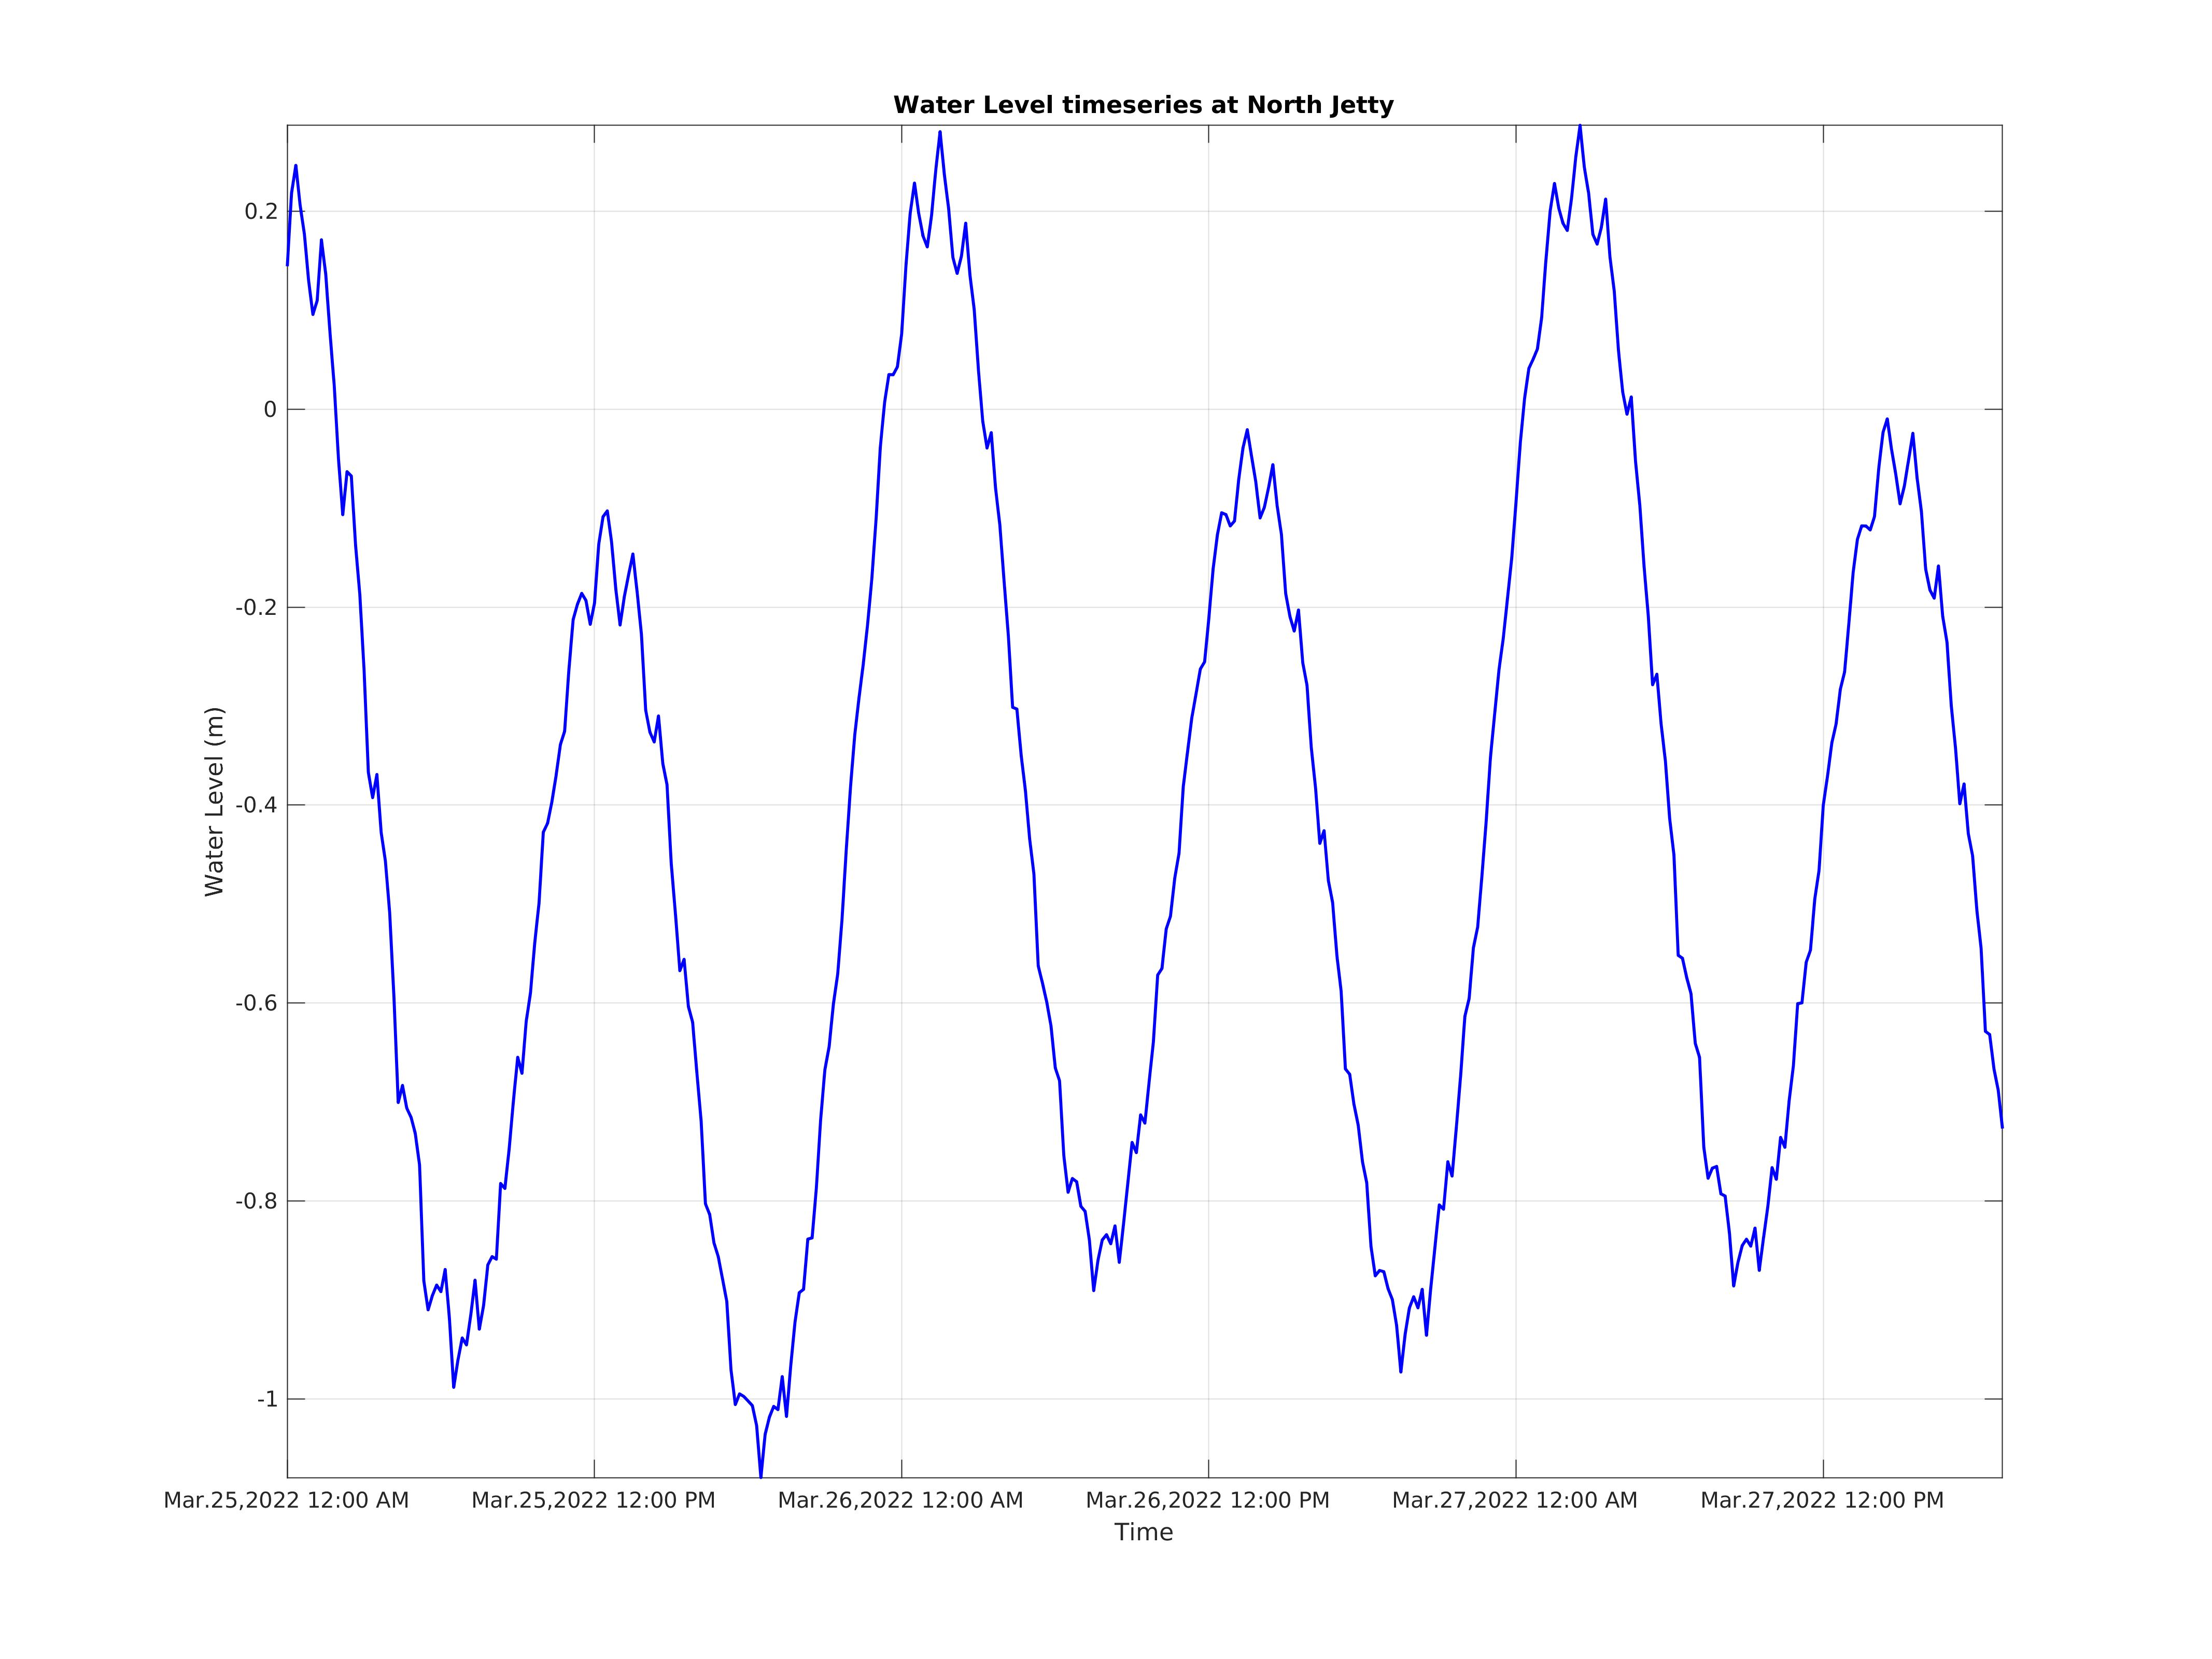 Water Level timeseries at North Jetty
0.2
0
-0.2
-0.4
-0.6
-0.8
-1
Water Level (m)
Mar.25,2022 12:00 AM
Mar.25,2022 12:00 PM
Mar.26,2022 12:00 AM
Mar.26,2022 12:00 PM
Mar.27,2022 12:00 AM
Mar.27,2022 12:00 PM
Time